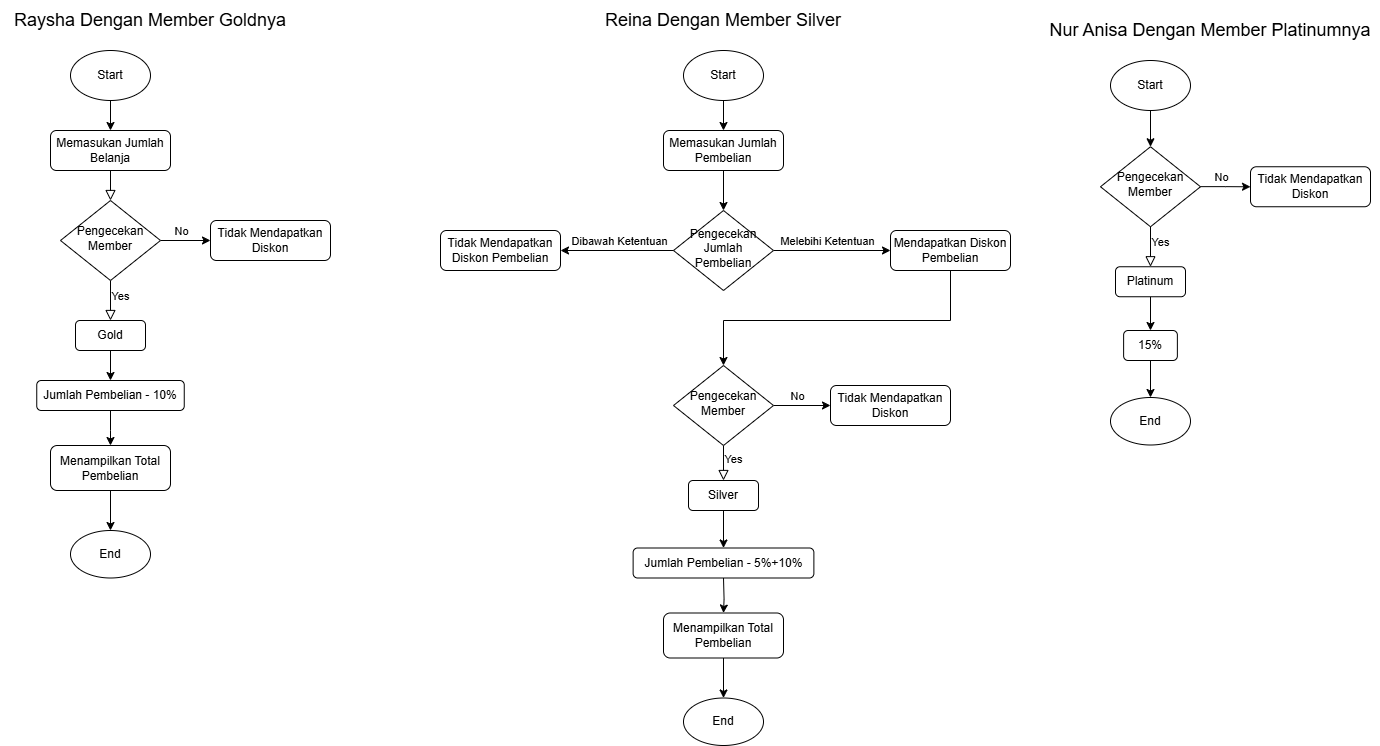 Raysha Dengan Member Goldnya
Start
Memasukan Jumlah
Belanja
Pengecekan
Member
No
Tidak Mendapatkan
Diskon
Yes
Gold
Jumlah Pembelian - 10%
Menampilkan Total
Pembelian
End
Reina Dengan Member Silver
Start
Memasukan Jumlah
Pembelian
Pengecekan
Jumlah
Pembelian
Dibawah Ketentuan
Tidak Mendapatkan
Diskon Pembelian
Melebihi Ketentuan
Mendapatkan Diskon
Pembelian
Pengecekan
Member
No
Tidak Mendapatkan
Diskon
Yes
Silver
Jumlah Pembelian - 5%+10%
Menampilkan Total
Pembelian
End
Nur Anisa Dengan Member Platinumnya
Start
Pengecekan
Member
No
Tidak Mendapatkan
Diskon
Yes
Platinum
15%
End